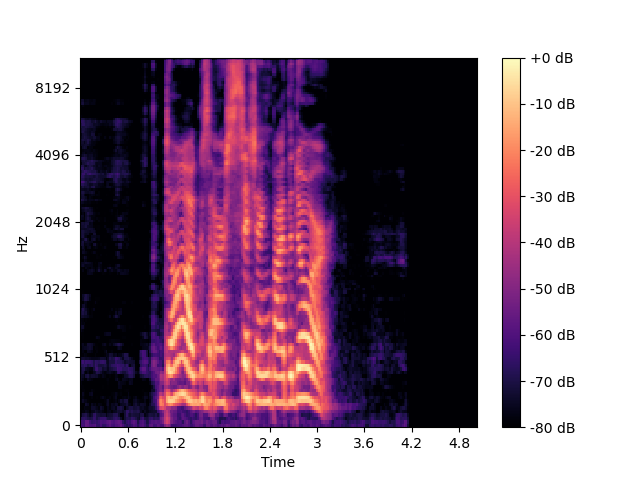 8192
4096
2048
1024
512
0
Hz
0 0.6 1.2 1.8 2.4 3 3.6 4.2 4.8
Time
+0 dB
-10 dB
-20 dB
-30 dB
-40 dB
-50 dB
-60 dB
-70 dB
-80 dB